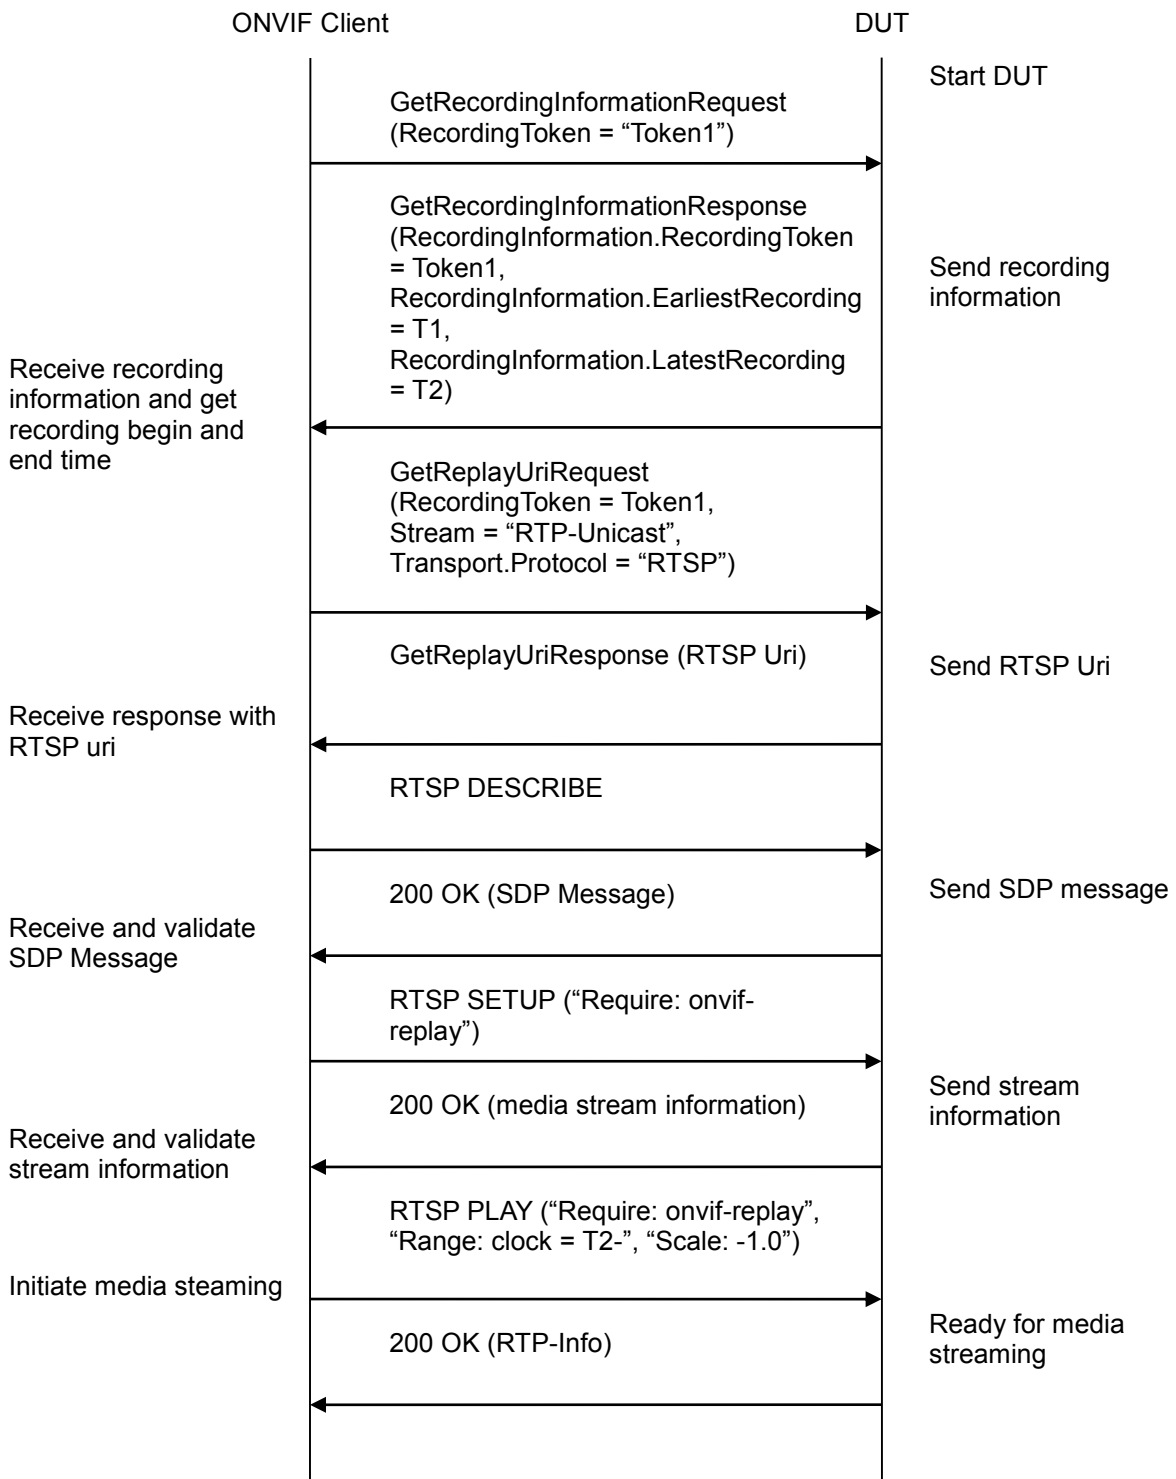 ONVIF Client
DUT
Start DUT
GetRecordingInformationRequest
(RecordingToken = “Token1”)
GetRecordingInformationResponse
(RecordingInformation.RecordingToken
= Token1,
RecordingInformation.EarliestRecording
= T1,
RecordingInformation.LatestRecording
= T2)
Send recording
information
Receive recording
information and get
recording begin and
end time
GetReplayUriRequest
(RecordingToken = Token1,
Stream = “RTP-Unicast”,
Transport.Protocol = “RTSP”)
GetReplayUriResponse (RTSP Uri)
Send RTSP Uri
Receive response with
RTSP uri
RTSP DESCRIBE
200 OK (SDP Message)
Send SDP message
Receive and validate
SDP Message
RTSP SETUP (“Require: onvif-
replay”)
200 OK (media stream information)
Send stream
information
Receive and validate
stream information
RTSP PLAY (“Require: onvif-replay”,
“Range: clock = T2-”, “Scale: -1.0”)
Initiate media steaming
200 OK (RTP-Info)
Ready for media
streaming